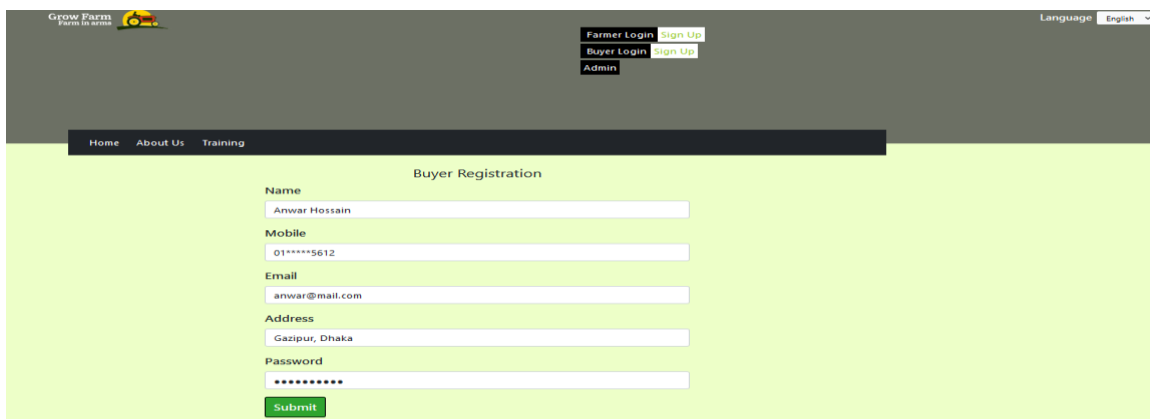 Grow Farm
Farm in arms
Language English
Farmer Login Sign Up
Buyer Login Sign Up
Admin
Home About Us Training
Buyer Registration
Name
Anwar Hossain
Mobile
01*****5612
Email
anwar@mail.com
Address
Gazipur, Dhaka
Password
••••••••••
Submit